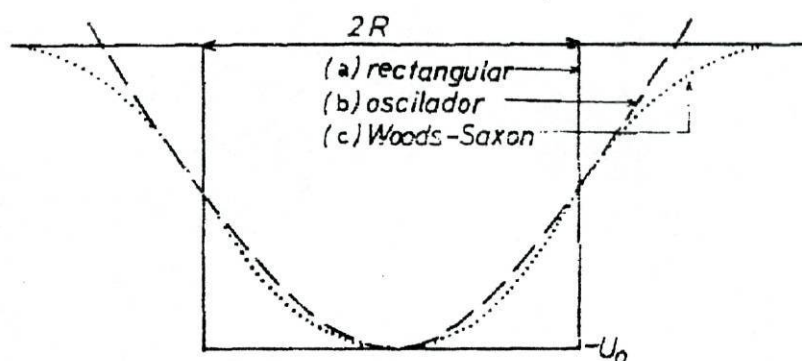 2R
(a) rectangular
(b) oscilador
(c) Woods-Saxon
-U₀